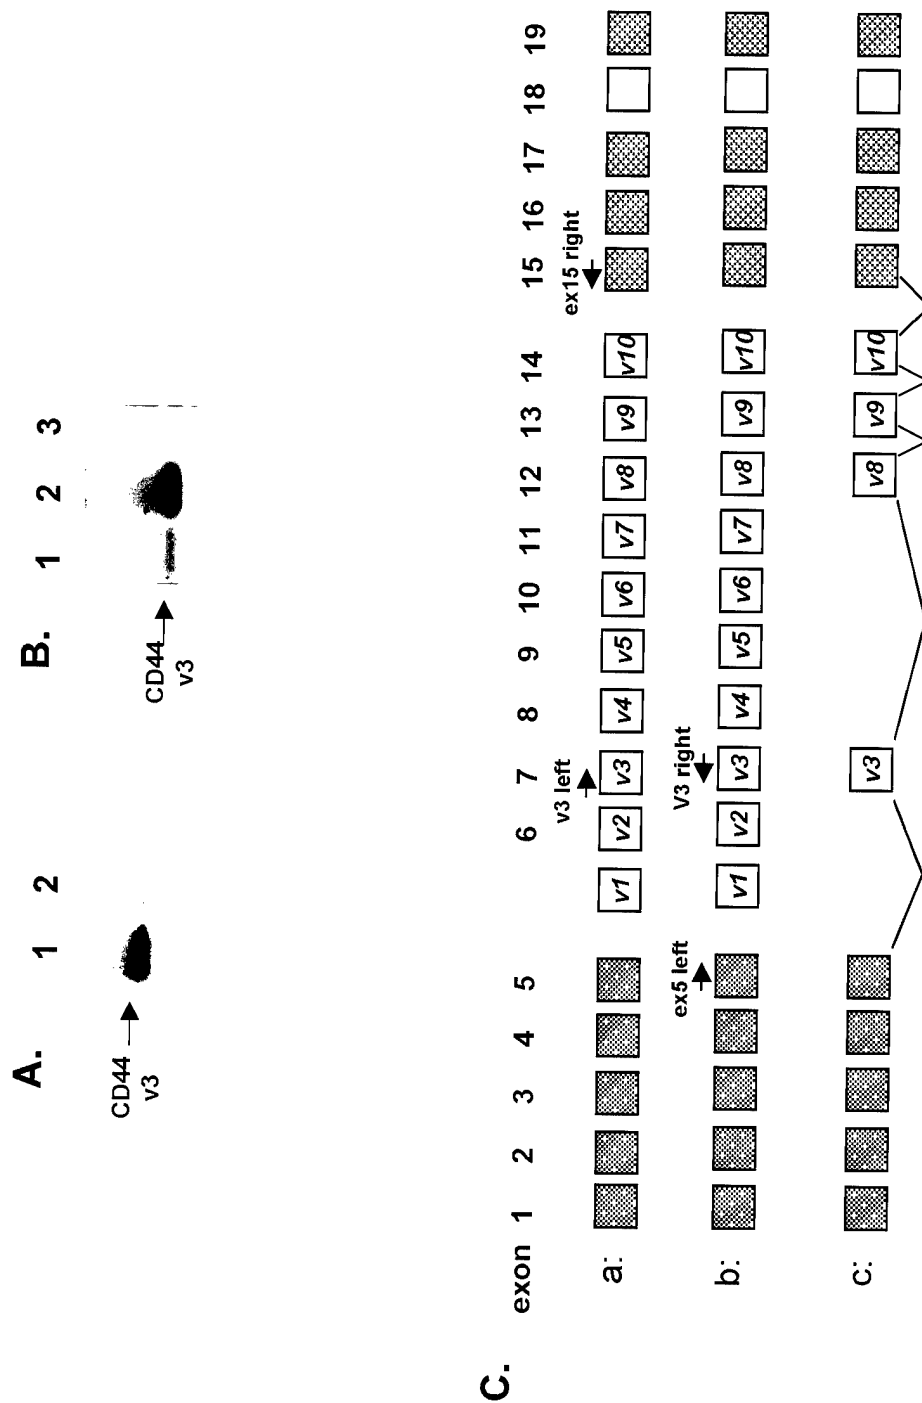 A.
1 2
CD44
v3
B.
1 2 3
CD44
v3
C.
exon 1 2 3 4 5 6 7 8 9 10 11 12 13 14 15 16 17 18 19
v3 left
ex15 right
a: v1 v2 v3 v4 v5 v6 v7 v8 v9 v10
ex5 left
V3 right
b: v1 v2 v3 v4 v5 v6 v7 v8 v9 v10
c: v3 v8 v9 v10